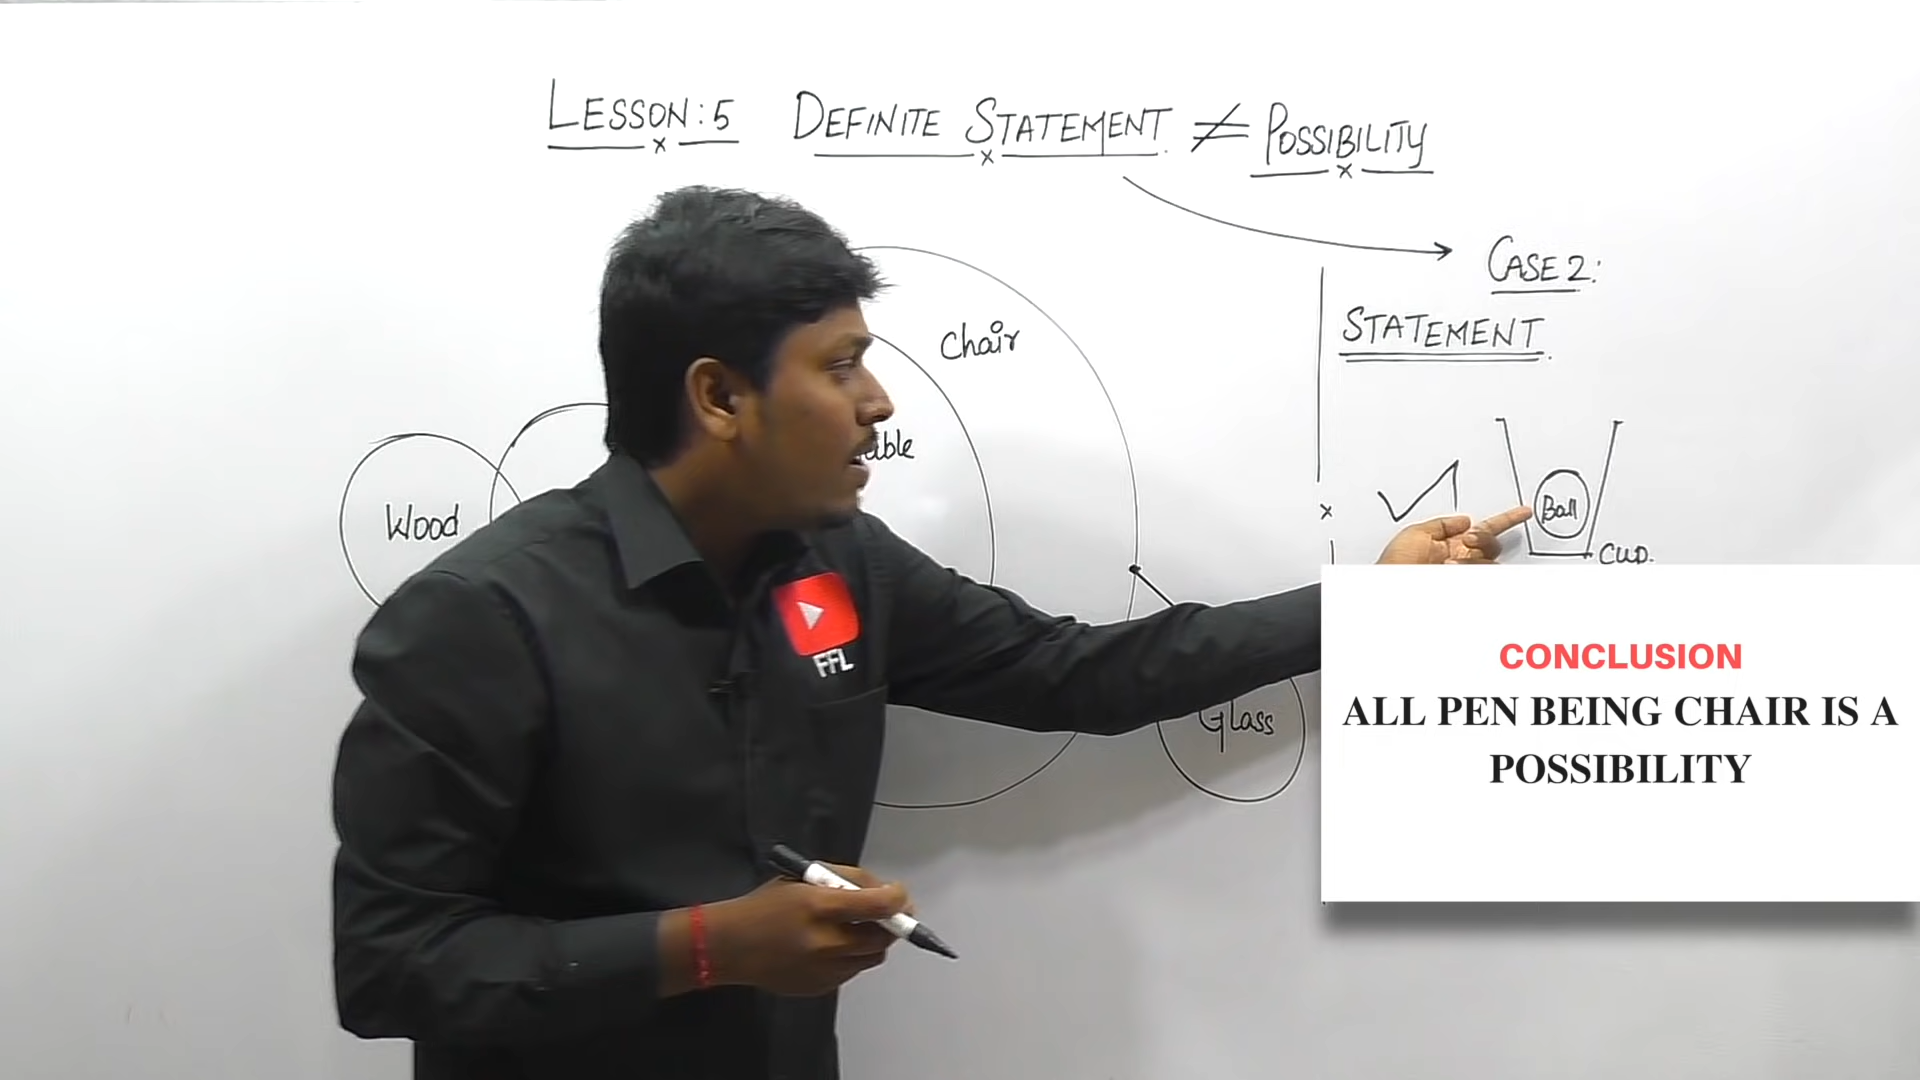 LESSON: 5 DEFINITE STATEMENT ≠ POSSIBILITY
CASE 2:
STATEMENT
Chair
Wood
Ball
Cup.
FFL
Glass
CONCLUSION
ALL PEN BEING CHAIR IS A
POSSIBILITY